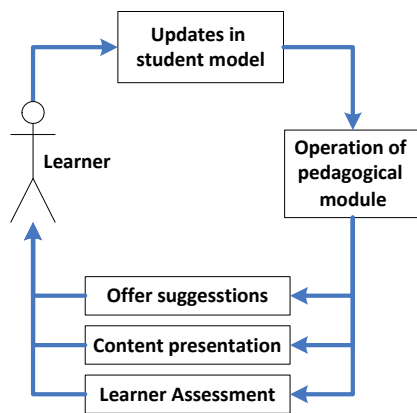 Updates in
student model
Learner
Operation of
pedagogical
module
Offer suggesstions
Content presentation
Learner Assessment